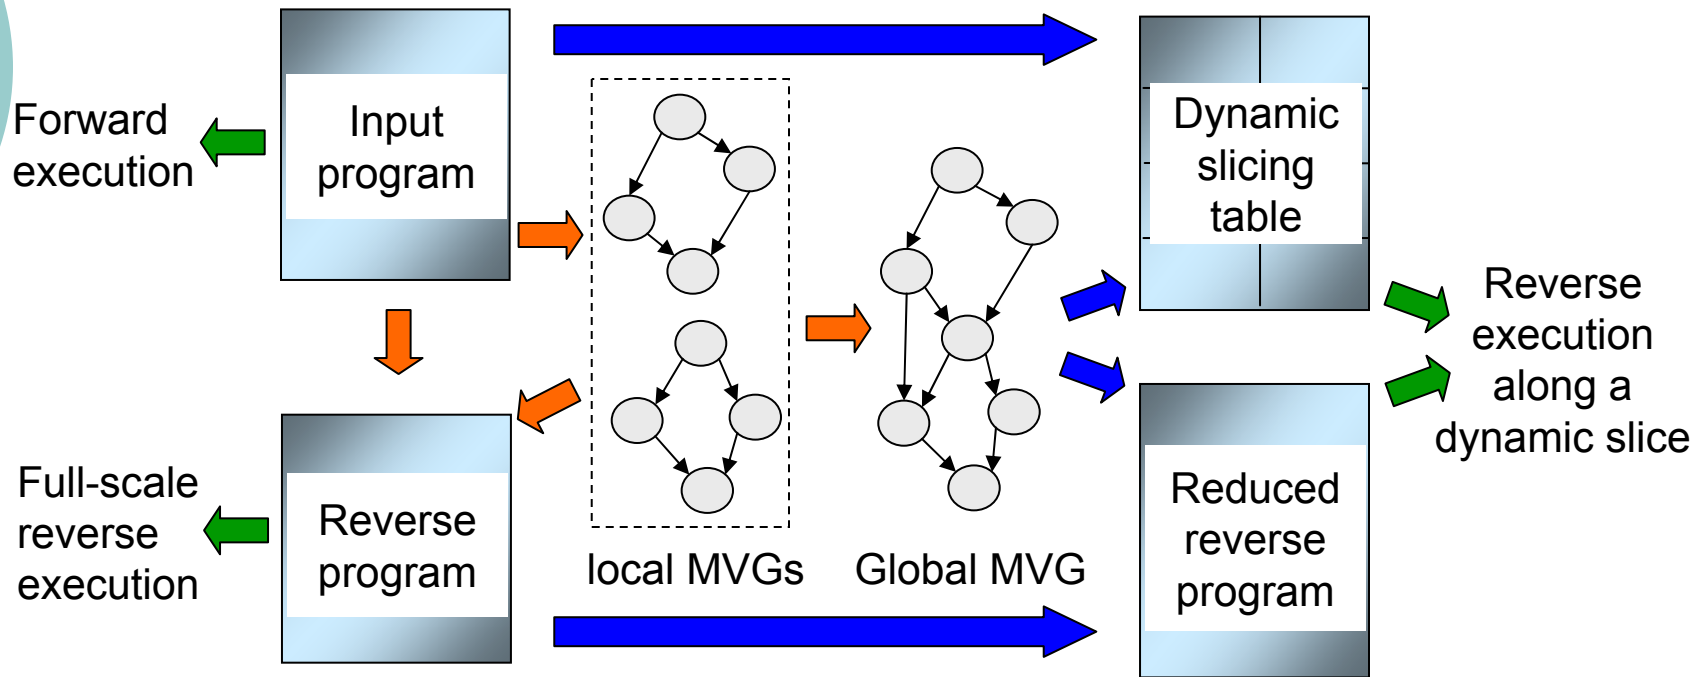 Forward
execution
Input
program
Dynamic
slicing
table
Reverse
execution
along a
dynamic slice
Full-scale
reverse
execution
Reverse
program
local MVGs
Global MVG
Reduced
reverse
program